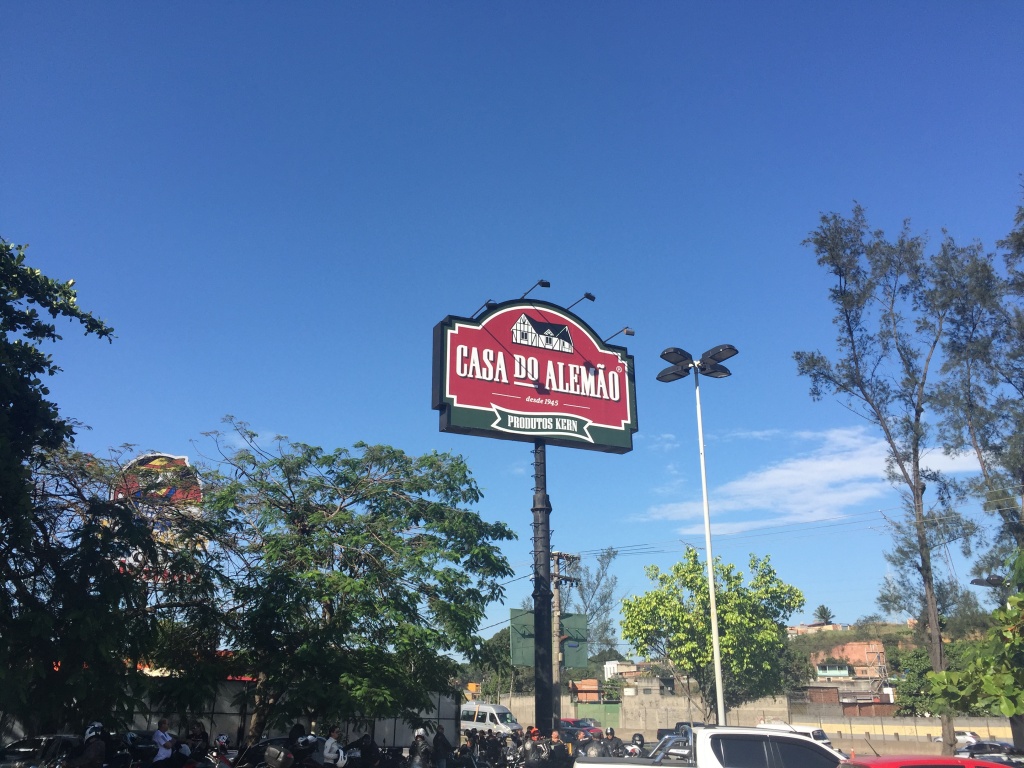 CASA DO ALEMÃO®
desde 1945
PRODUTOS KERN